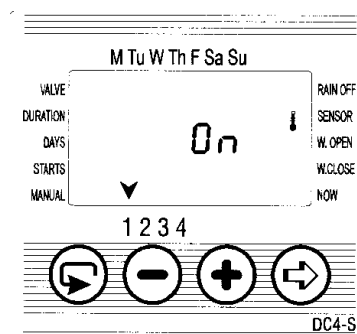 M Tu W Th F Sa Su
VALVE
DURATION
DAYS
STARTS
MANUAL
On
RAIN OFF
SENSOR
W. OPEN
W.CLOSE
NOW
1 2 3 4
DC4-S